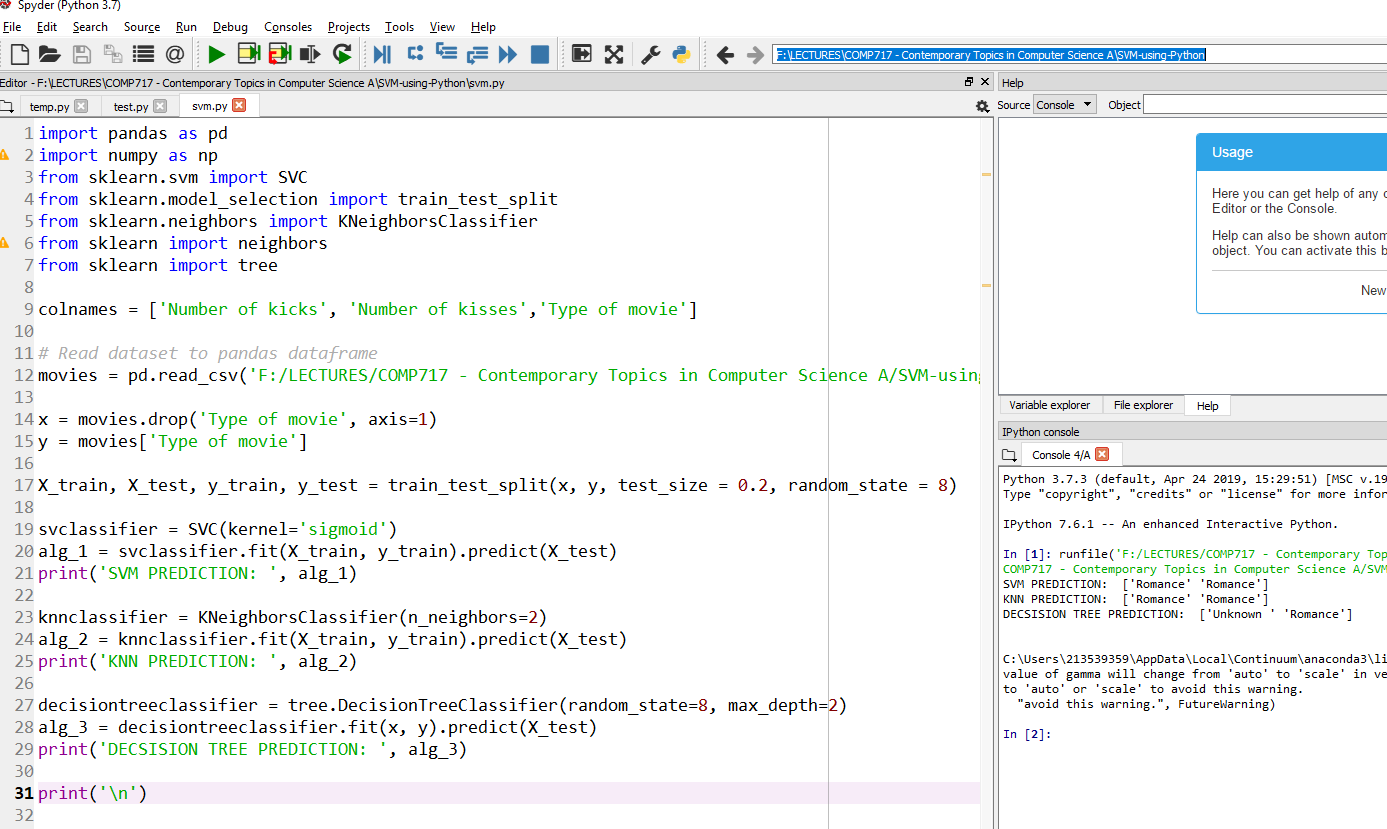 Spyder (Python 3.7)
File Edit Search Source Run Debug Consoles Projects Tools View Help
F:\LECTURES\COMP717 - Contemporary Topics in Computer Science A\SVM-using-Python
Editor - F:\LECTURES\COMP717 - Contemporary Topics in Computer Science A\SVM-using-Python\svm.py
temp.py test.py svm.py
1 import pandas as pd
2 import numpy as np
3 from sklearn.svm import SVC
4 from sklearn.model_selection import train_test_split
5 from sklearn.neighbors import KNeighborsClassifier
6 from sklearn import neighbors
7 from sklearn import tree
8
9 colnames = ['Number of kicks', 'Number of kisses','Type of movie']
10
11 # Read dataset to pandas dataframe
12 movies = pd.read_csv('F:/LECTURES/COMP717 - Contemporary Topics in Computer Science A/SVM-usin
13
14 x = movies.drop('Type of movie', axis=1)
15 y = movies['Type of movie']
16
17 X_train, X_test, y_train, y_test = train_test_split(x, y, test_size = 0.2, random_state = 8)
18
19 svclassifier = SVC(kernel='sigmoid')
20 alg_1 = svclassifier.fit(X_train, y_train).predict(X_test)
21 print('SVM PREDICTION: ', alg_1)
22
23 knnclassifier = KNeighborsClassifier(n_neighbors=2)
24 alg_2 = knnclassifier.fit(X_train, y_train).predict(X_test)
25 print('KNN PREDICTION: ', alg_2)
26
27 decisiontreeclassifier = tree.DecisionTreeClassifier(random_state=8, max_depth=2)
28 alg_3 = decisiontreeclassifier.fit(x, y).predict(X_test)
29 print('DECSISION TREE PREDICTION: ', alg_3)
30
31 print('\n')
32
Help
Source Console Object
Usage
Here you can get help of any o
Editor or the Console.
Help can also be shown autom
object. You can activate this b
New
Variable explorer File explorer Help
IPython console
Console 4/A
Python 3.7.3 (default, Apr 24 2019, 15:29:51) [MSC v.19
Type "copyright", "credits" or "license" for more infor
IPython 7.6.1 -- An enhanced Interactive Python.
In [1]: runfile('F:/LECTURES/COMP717 - Contemporary Top
COMP717 - Contemporary Topics in Computer Science A/SVM
SVM PREDICTION:  ['Romance' 'Romance']
KNN PREDICTION:  ['Romance' 'Romance']
DECSISION TREE PREDICTION:  ['Unknown ' 'Romance']
C:\Users\213539359\AppData\Local\Continuum\anaconda3\li
value of gamma will change from 'auto' to 'scale' in ve
to 'auto' or 'scale' to avoid this warning.
"avoid this warning.", FutureWarning)
In [2]: